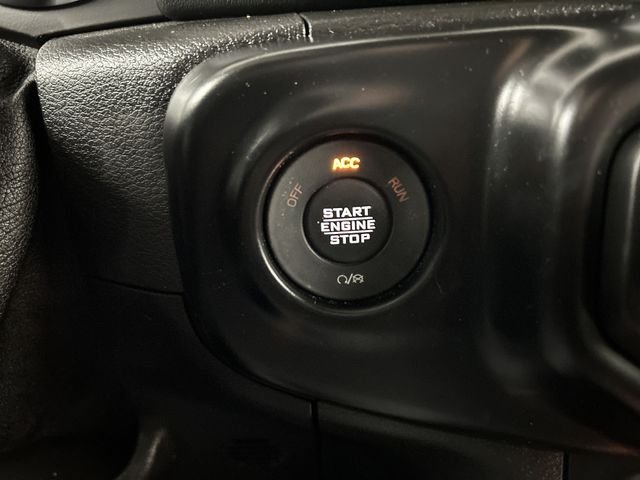 ACC
OFF
RUN
START
ENGINE
STOP